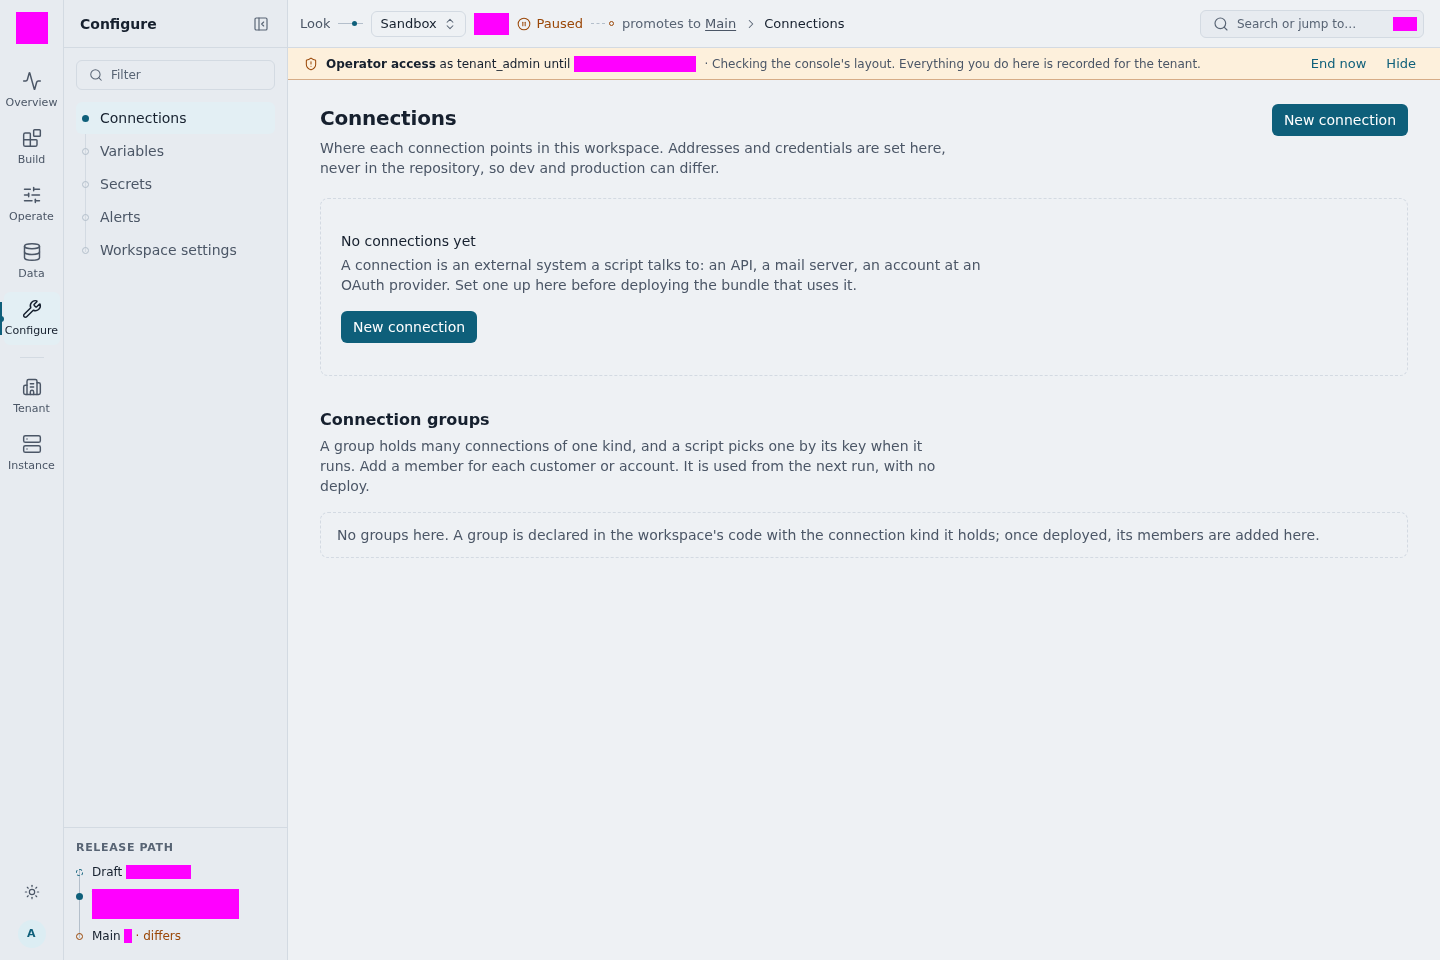 Configure
Look
Sandbox
Paused
promotes to Main
Connections
Search or jump to...
Operator access as tenant_admin until
· Checking the console's layout. Everything you do here is recorded for the tenant.
End now
Hide
Overview
Build
Operate
Data
Configure
Tenant
Instance
A
Filter
Connections
Variables
Secrets
Alerts
Workspace settings
RELEASE PATH
Draft
Main · differs
Connections
New connection
Where each connection points in this workspace. Addresses and credentials are set here,
never in the repository, so dev and production can differ.
No connections yet
A connection is an external system a script talks to: an API, a mail server, an account at an
OAuth provider. Set one up here before deploying the bundle that uses it.
New connection
Connection groups
A group holds many connections of one kind, and a script picks one by its key when it
runs. Add a member for each customer or account. It is used from the next run, with no
deploy.
No groups here. A group is declared in the workspace's code with the connection kind it holds; once deployed, its members are added here.